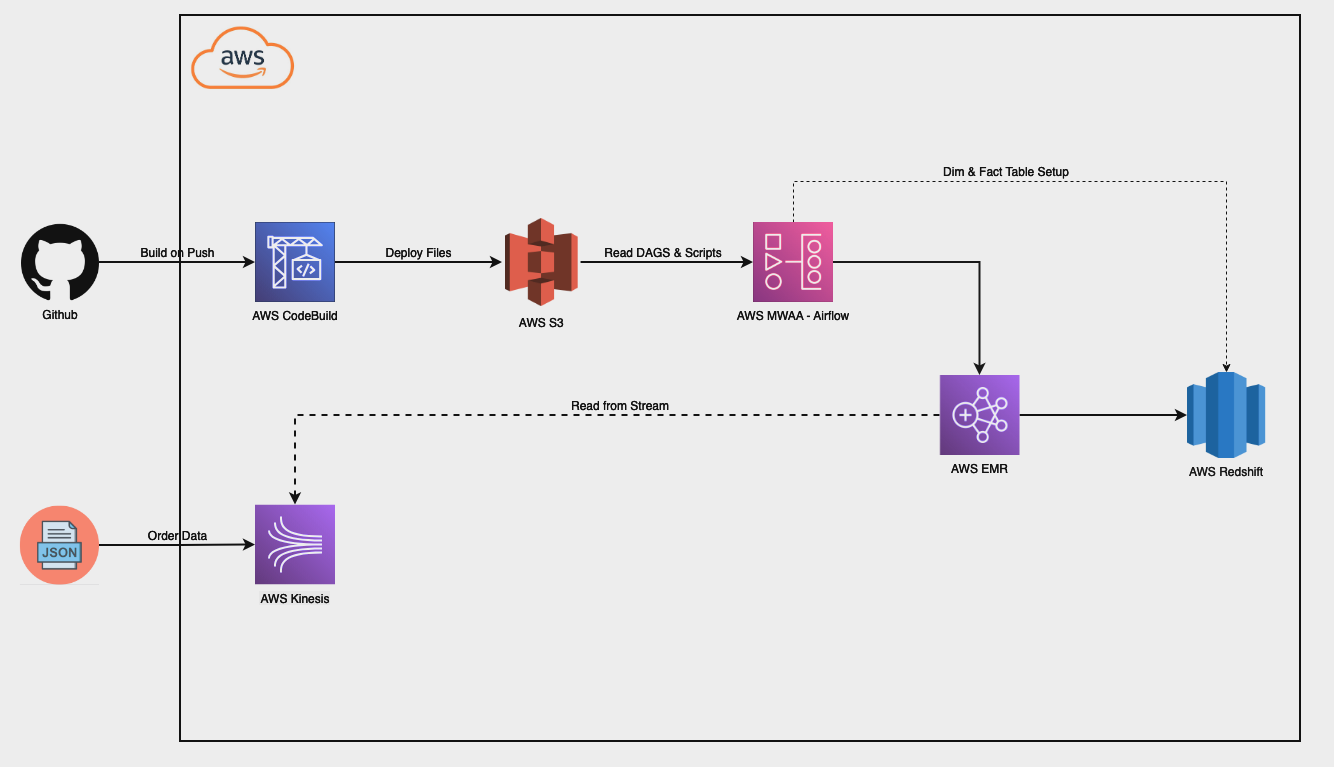 aws
Dim & Fact Table Setup
Build on Push
Deploy Files
Read DAGS & Scripts
Github
AWS CodeBuild
AWS S3
AWS MWAA - Airflow
Read from Stream
AWS EMR
AWS Redshift
Order Data
JSON
AWS Kinesis